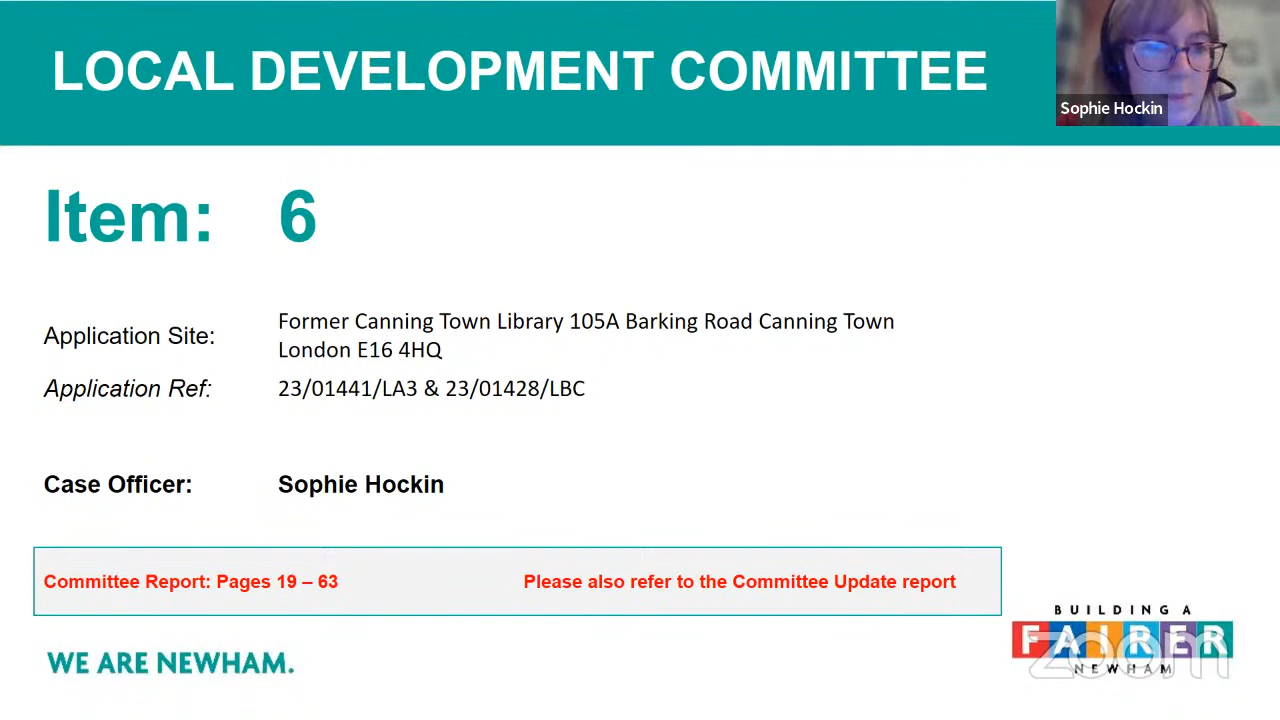 LOCAL DEVELOPMENT COMMITTEE
Sophie Hockin
Item: 6
Application Site:
Former Canning Town Library 105A Barking Road Canning Town
London E16 4HQ
Application Ref: 23/01441/LA3 & 23/01428/LBC
Case Officer: Sophie Hockin
Committee Report: Pages 19 – 63 Please also refer to the Committee Update report
WE ARE NEWHAM.
BUILDING A
FAIRER
NEWHAM
zoom